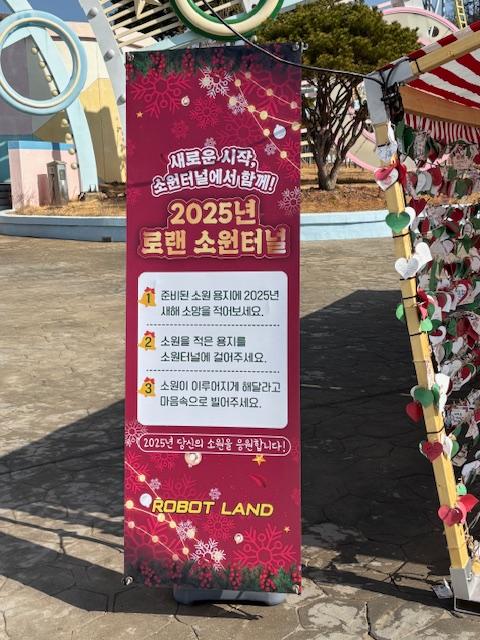 새로운 시작,
소원터널에서 함께!
2025년
로랜 소원터널
1 준비된 소원 용지에 2025년
새해 소망을 적어보세요.
2 소원을 적은 용지를
소원터널에 걸어주세요.
3 소원이 이루어지게 해달라고
마음속으로 빌어주세요.
2025년 당신의 소원을 응원합니다!
ROBOT LAND